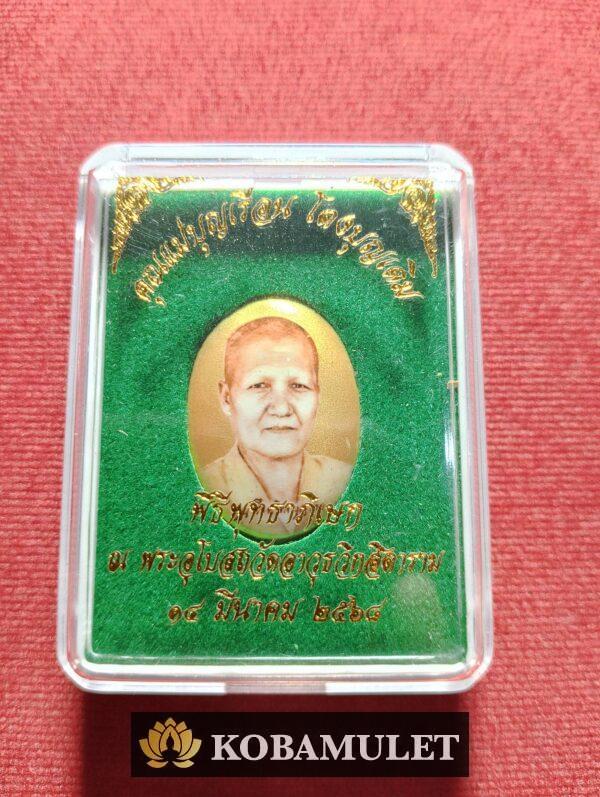 คุณแม่บุญเรือน โตงบุญเติม
พิธีพุทธาภิเษก
ณ พระอุโบสถวัดอาวุธวิกสิตาราม
๑๔ มีนาคม ๒๕๖๘
KOBAMULET